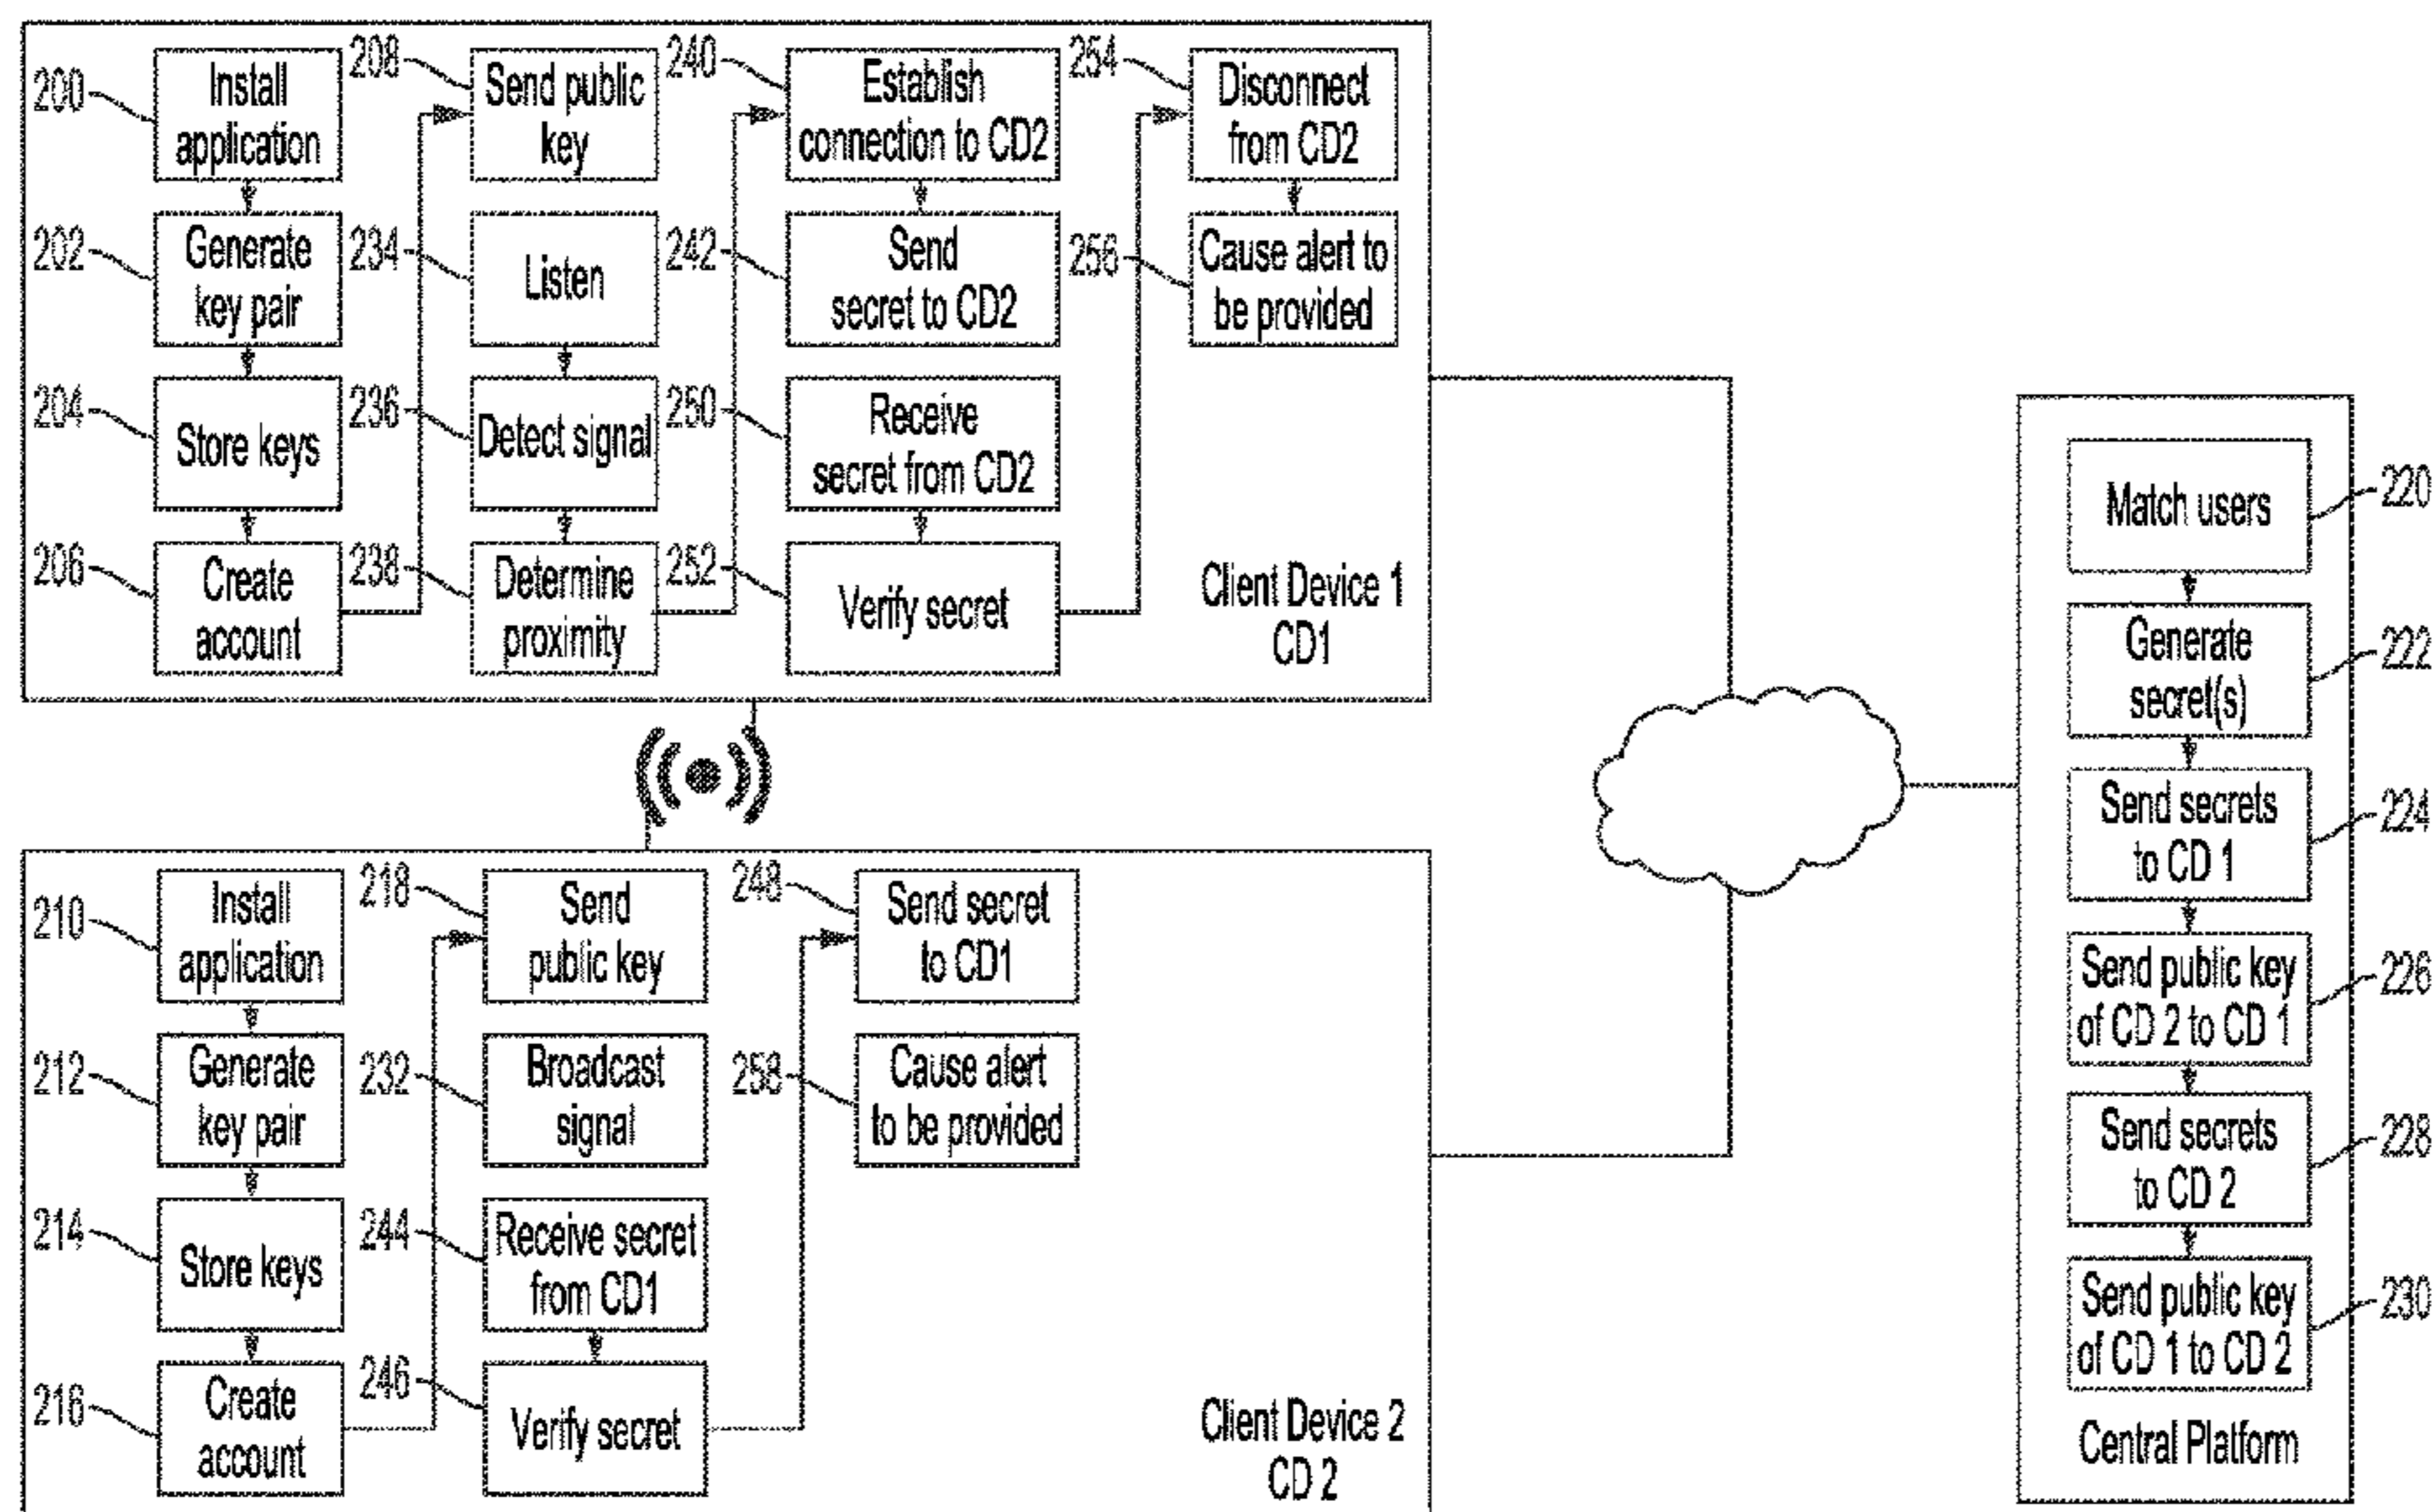 200
Install
application
202
Generate
key pair
204
Store keys
206
Create
account
208
Send public
key
234
Listen
236
Detect signal
238
Determine
proximity
240
Establish
connection to CD2
242
Send
secret to CD2
250
Receive
secret from CD2
252
Verify secret
254
Disconnect
from CD2
256
Cause alert to
be provided
Client Device 1
CD1
210
Install
application
212
Generate
key pair
214
Store keys
216
Create
account
218
Send
public key
232
Broadcast
signal
244
Receive secret
from CD1
246
Verify secret
248
Send secret
to CD1
258
Cause alert
to be provided
Client Device 2
CD 2
Match users
220
Generate
secret(s)
222
Send secrets
to CD 1
224
Send public key
of CD 2 to CD 1
226
Send secrets
to CD 2
228
Send public key
of CD 1 to CD 2
230
Central Platform